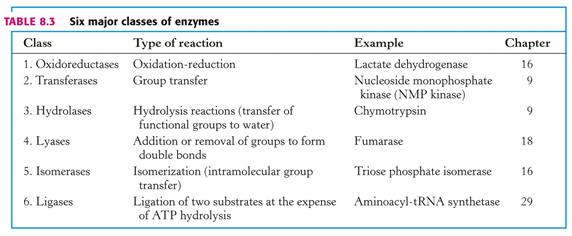 TABLE 8.3 Six major classes of enzymes
Class Type of reaction Example Chapter
1. Oxidoreductases Oxidation-reduction Lactate dehydrogenase 16
2. Transferases Group transfer Nucleoside monophosphate 9
kinase (NMP kinase)
3. Hydrolases Hydrolysis reactions (transfer of Chymotrypsin 9
functional groups to water)
4. Lyases Addition or removal of groups to form Fumarase 18
double bonds
5. Isomerases Isomerization (intramolecular group Triose phosphate isomerase 16
transfer)
6. Ligases Ligation of two substrates at the expense Aminoacyl-tRNA synthetase 29
of ATP hydrolysis